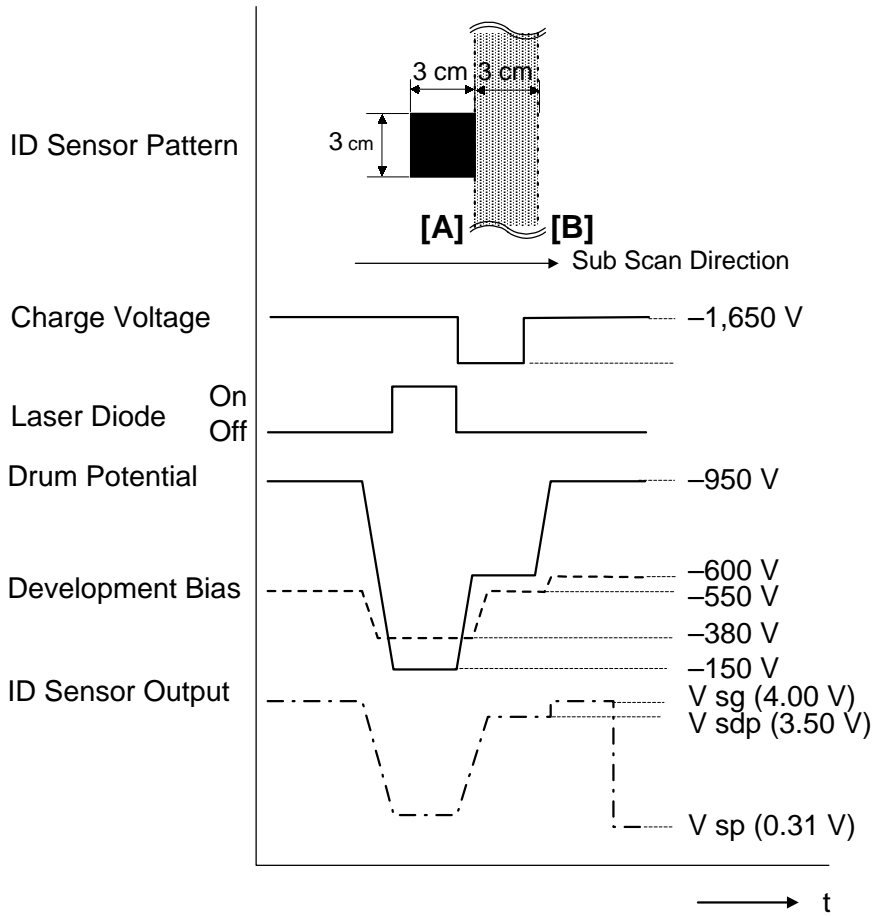 3 cm 3 cm
ID Sensor Pattern
3 cm
[A] [B]
Sub Scan Direction
Charge Voltage
–1,650 V
On
Laser Diode
Off
Drum Potential
–950 V
–600 V
Development Bias
–550 V
–380 V
–150 V
ID Sensor Output
V sg (4.00 V)
V sdp (3.50 V)
V sp (0.31 V)
t